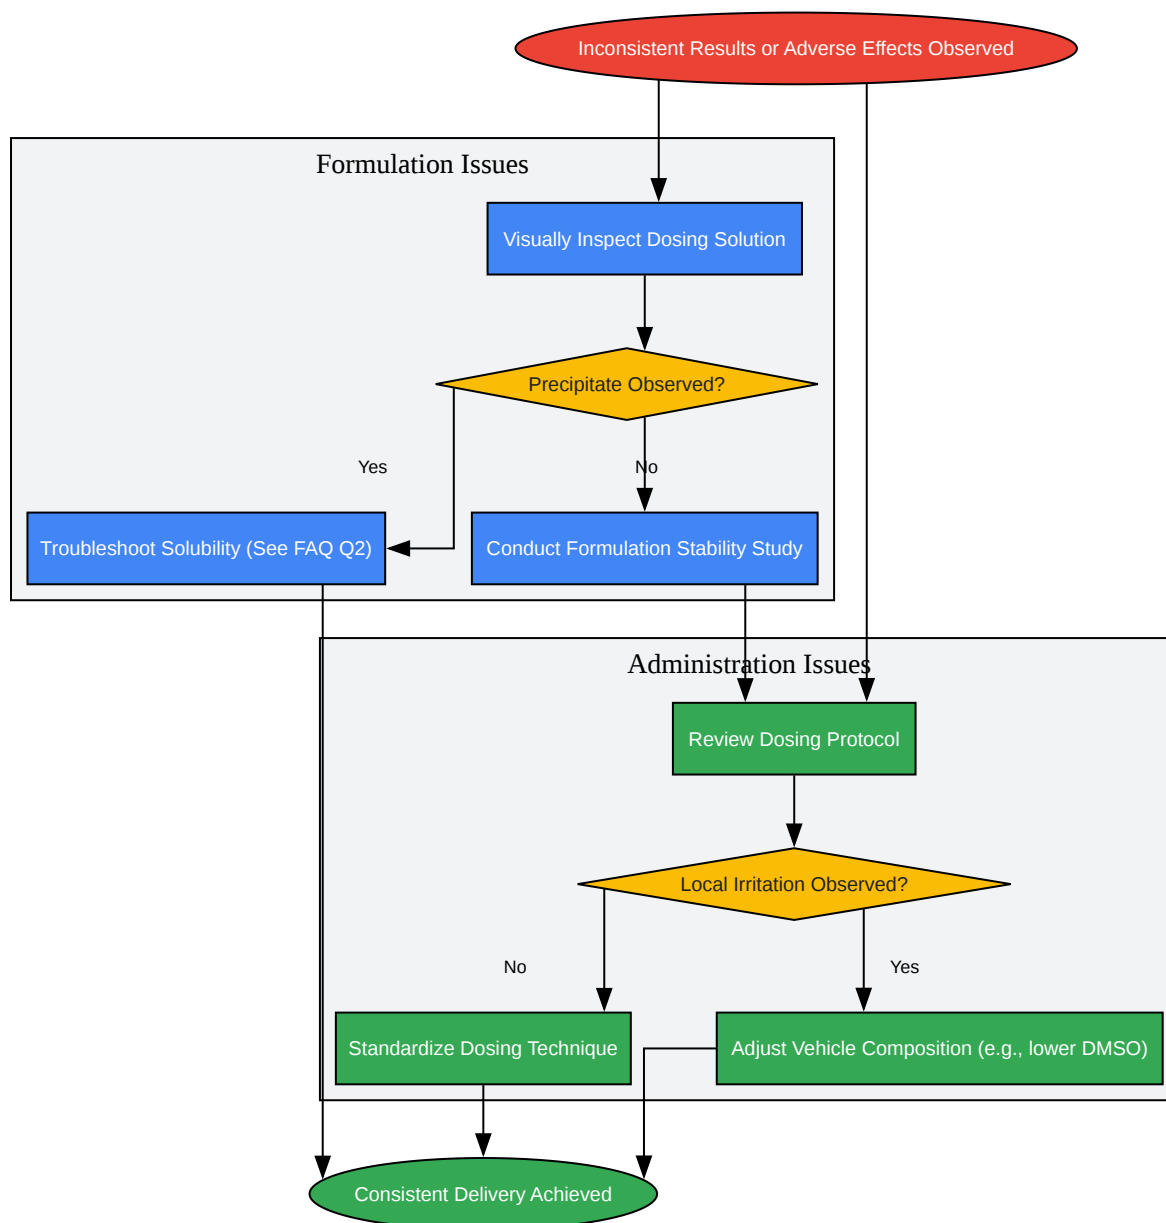 Inconsistent Results or Adverse Effects Observed
Formulation Issues
Visually Inspect Dosing Solution
Precipitate Observed?
Yes
No
Troubleshoot Solubility (See FAQ Q2)
Conduct Formulation Stability Study
Administration Issues
Review Dosing Protocol
Local Irritation Observed?
No
Yes
Standardize Dosing Technique
Adjust Vehicle Composition (e.g., lower DMSO)
Consistent Delivery Achieved